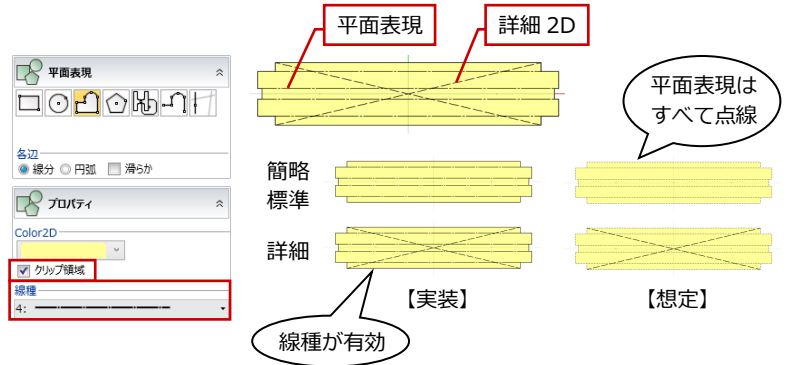 平面表現
詳細 2D
平面表現
各辺
線分
円弧
滑らか
プロパティ
Color2D
クリップ領域
線種
4:
簡略
標準
詳細
【実装】
【想定】
線種が有効
平面表現は
すべて点線